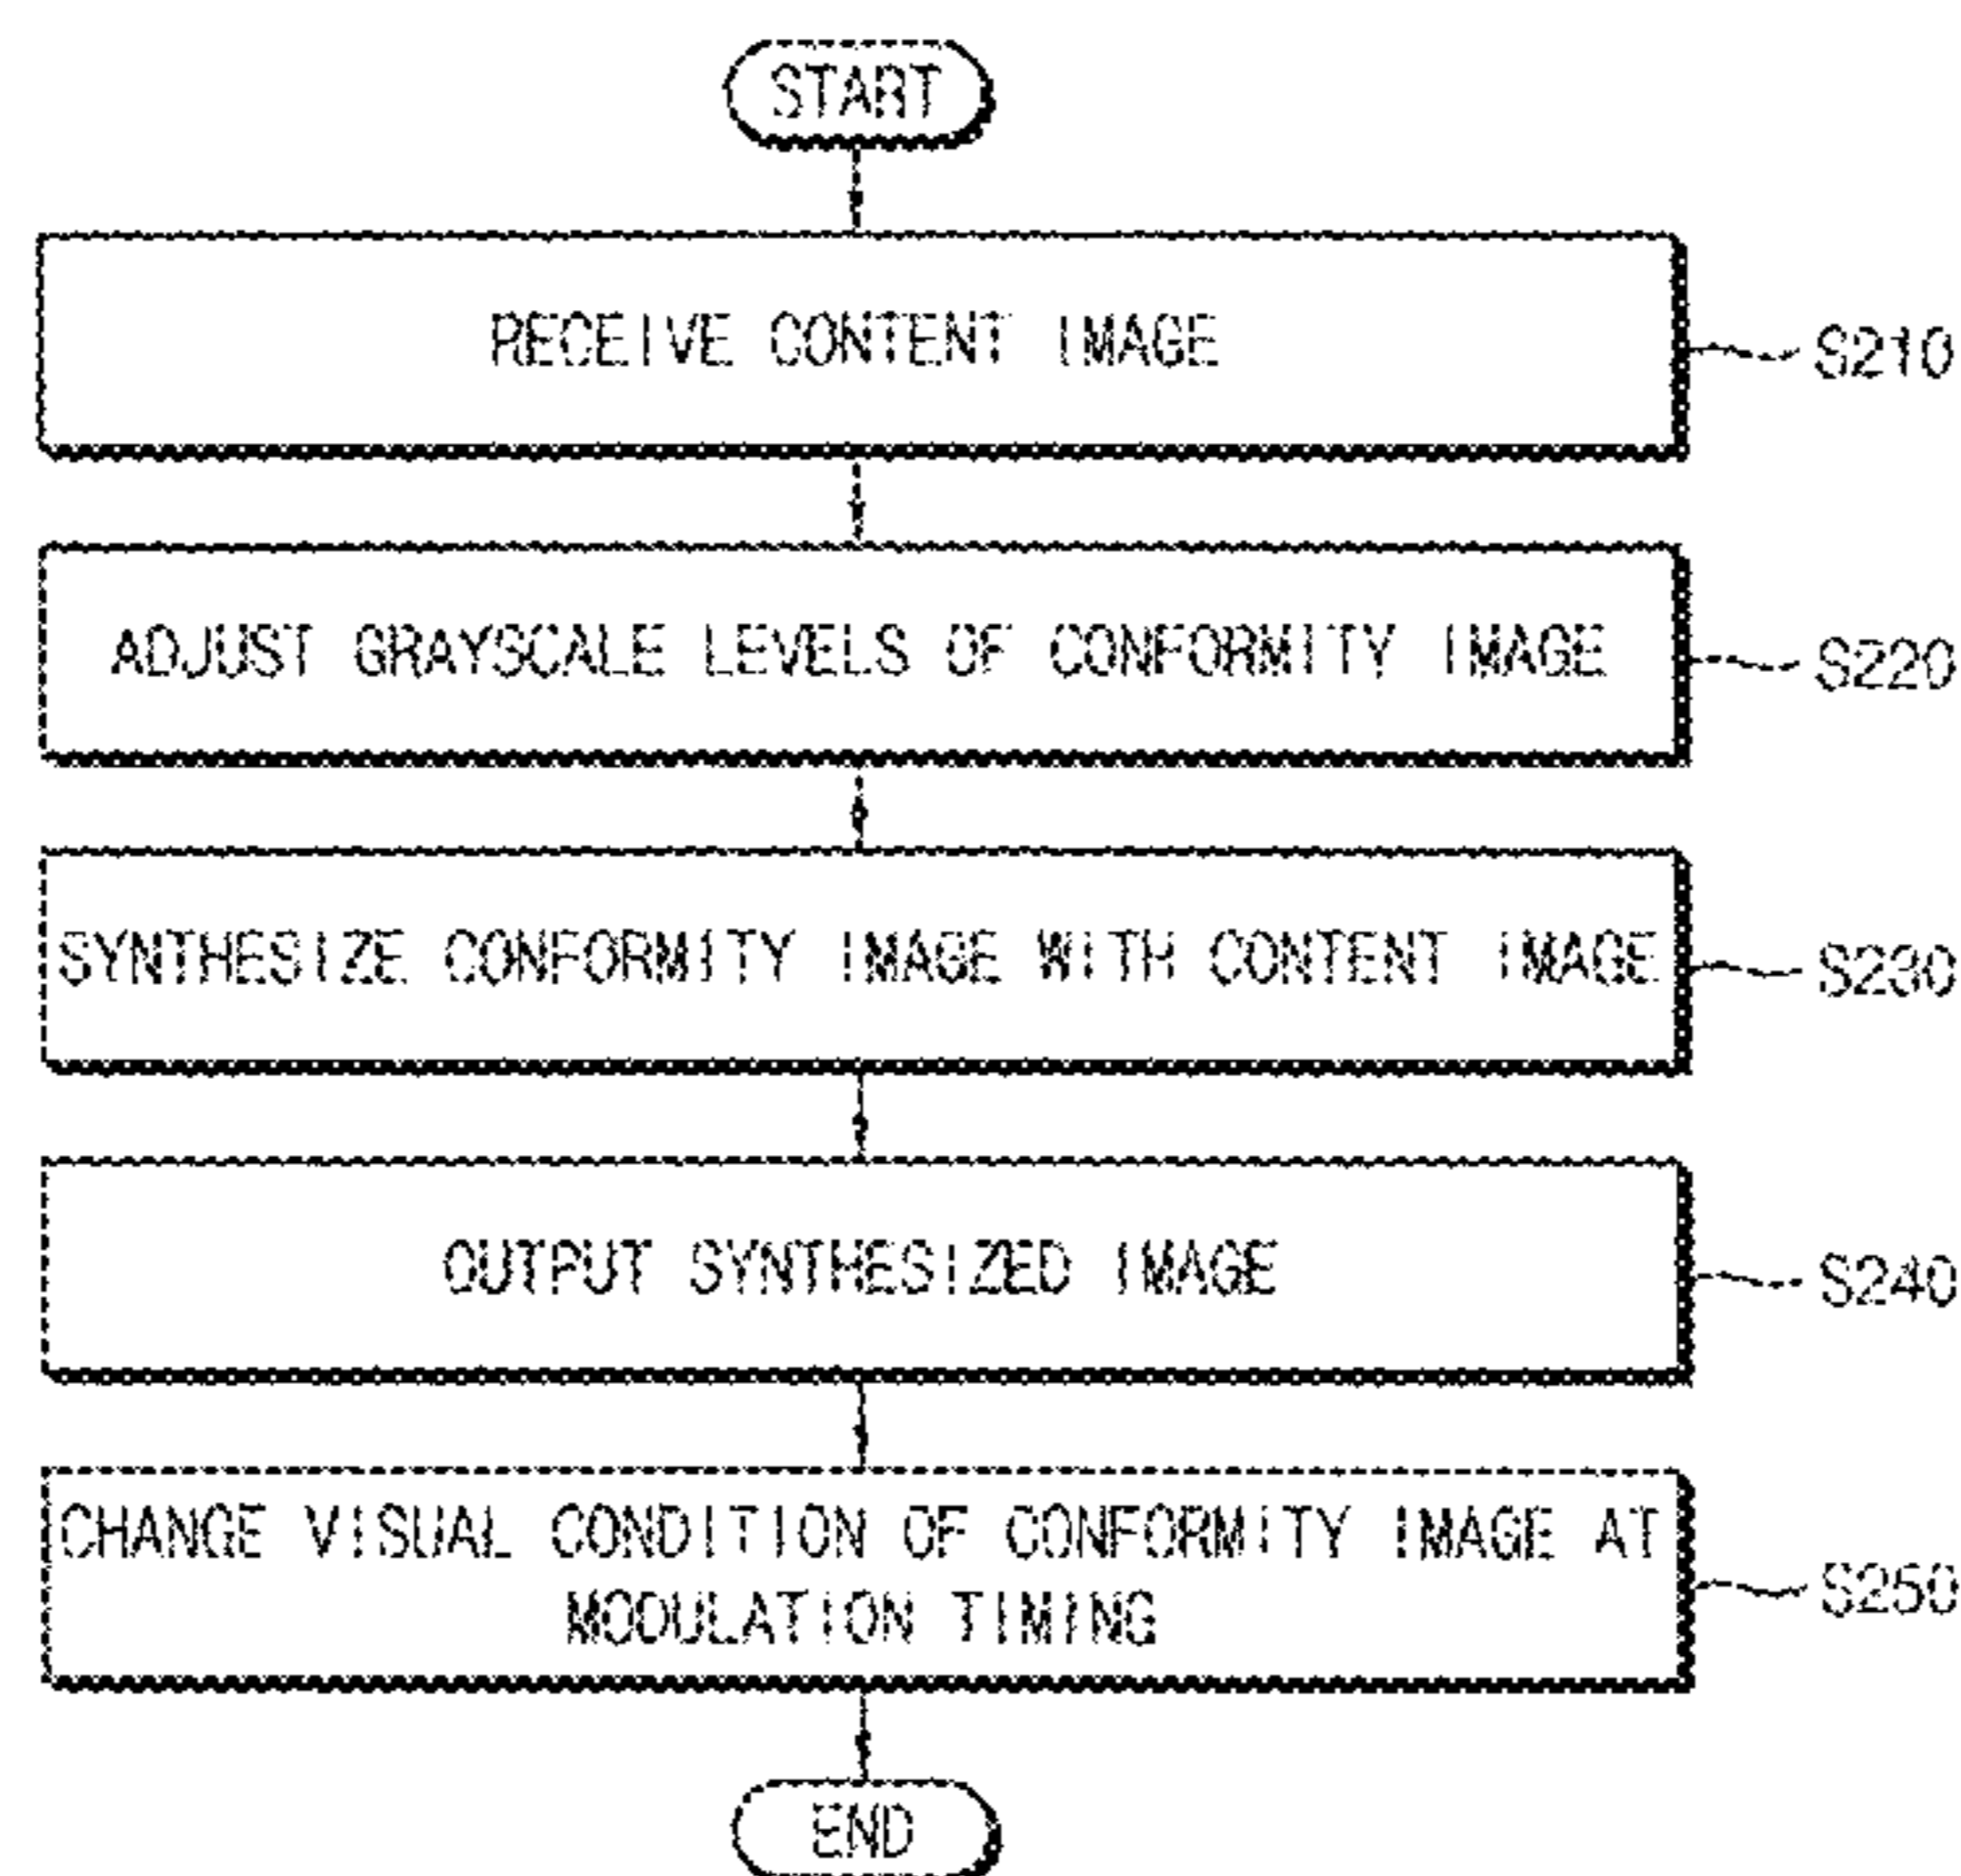 START
RECEIVE CONTENT IMAGE
S210
ADJUST GRAYSCALE LEVELS OF CONFORMITY IMAGE
S220
SYNTHESIZE CONFORMITY IMAGE WITH CONTENT IMAGE
S230
OUTPUT SYNTHESIZED IMAGE
S240
CHANGE VISUAL CONDITION OF CONFORMITY IMAGE AT
MODULATION TIMING
S250
END